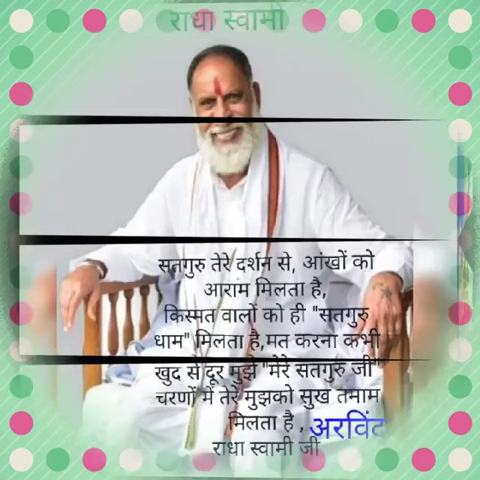 राधा स्वामी
सतगुरु तेरे दर्शन से, आंखों को
आराम मिलता है,
किस्मत वालों को ही "सतगुरु
धाम" मिलता है,मत करना कभी
खुद से दूर मुझे "मेरे सतगुरु जी"
चरणों में तेरे मुझको सुख तमाम
मिलता है , अरविंद
राधा स्वामी जी